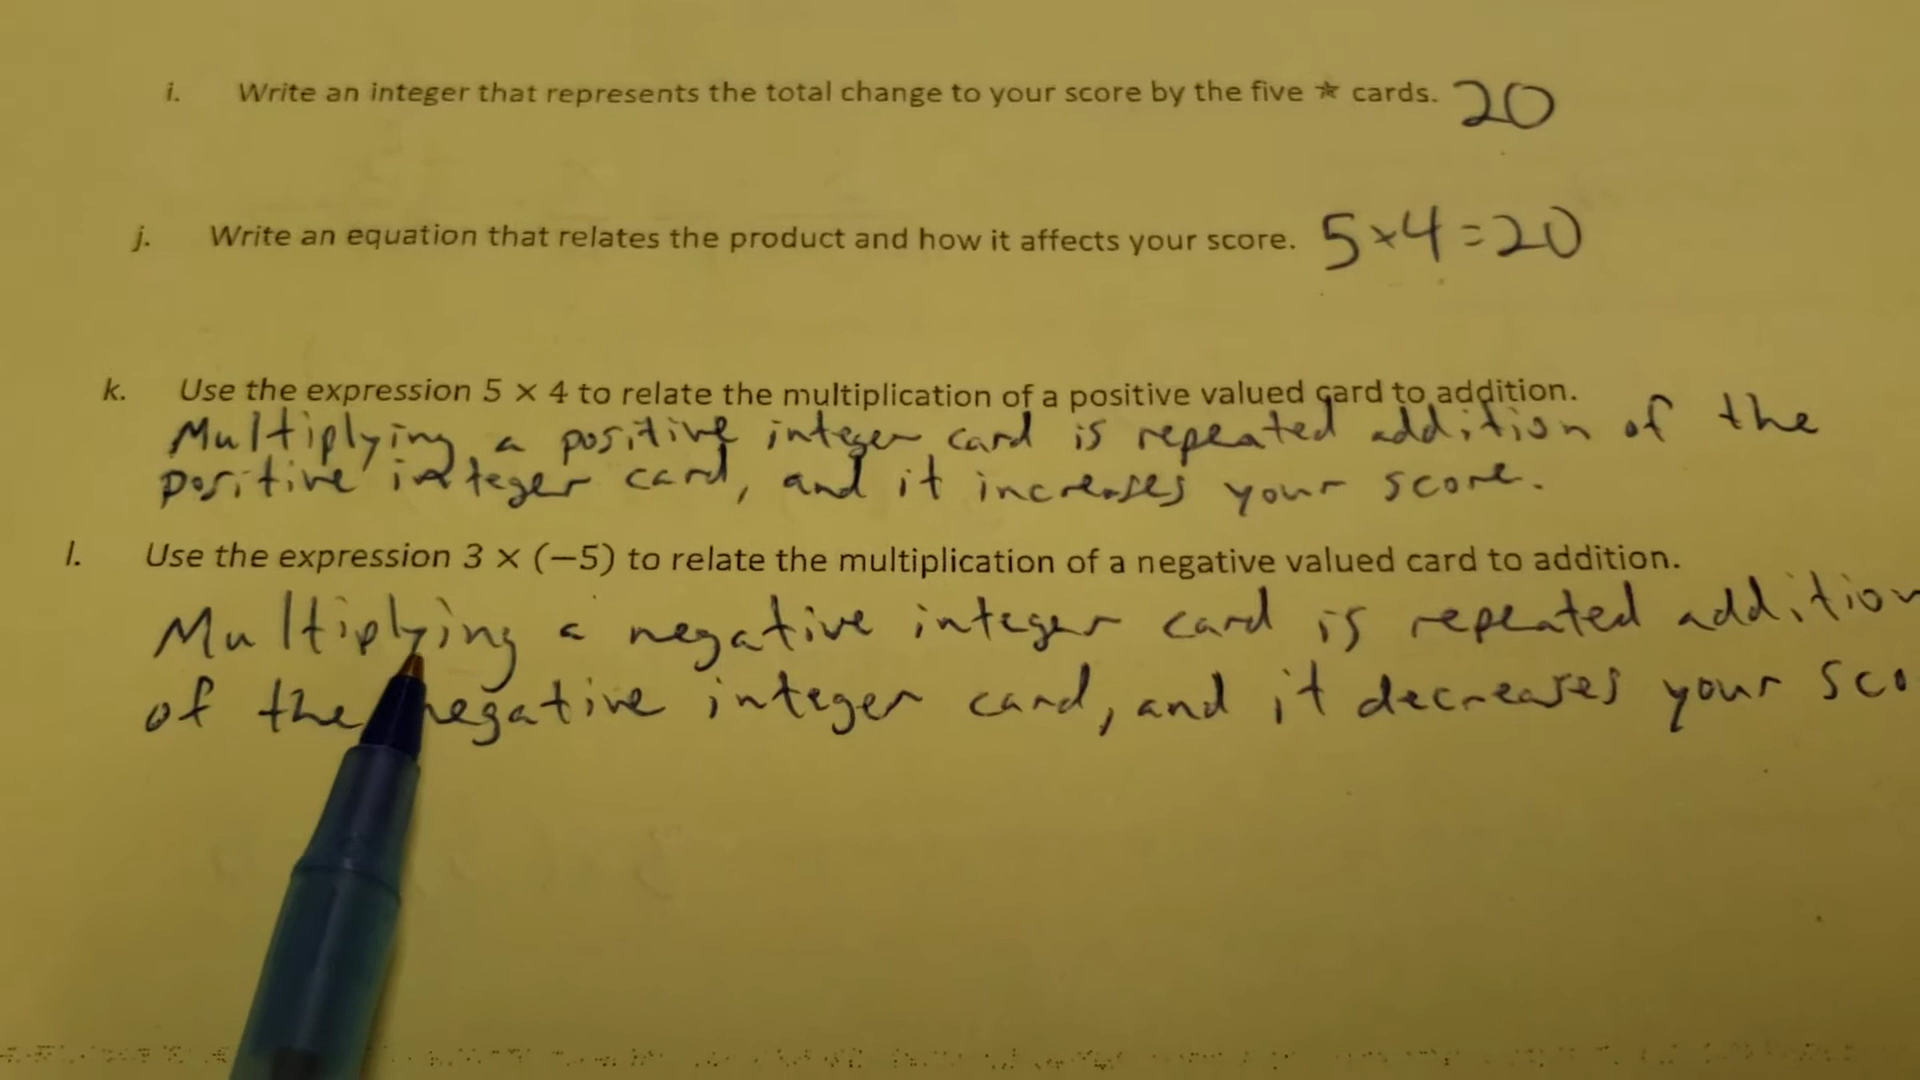 i. Write an integer that represents the total change to your score by the five ★ cards. 20
j. Write an equation that relates the product and how it affects your score. 5×4=20
k. Use the expression 5 × 4 to relate the multiplication of a positive valued card to addition.
Multiplying a positive integer card is repeated addition of the
positive integer card, and it increases your score.
l. Use the expression 3 × (−5) to relate the multiplication of a negative valued card to addition.
Multiplying a negative integer card is repeated addition
of the negative integer card, and it decreases your sco